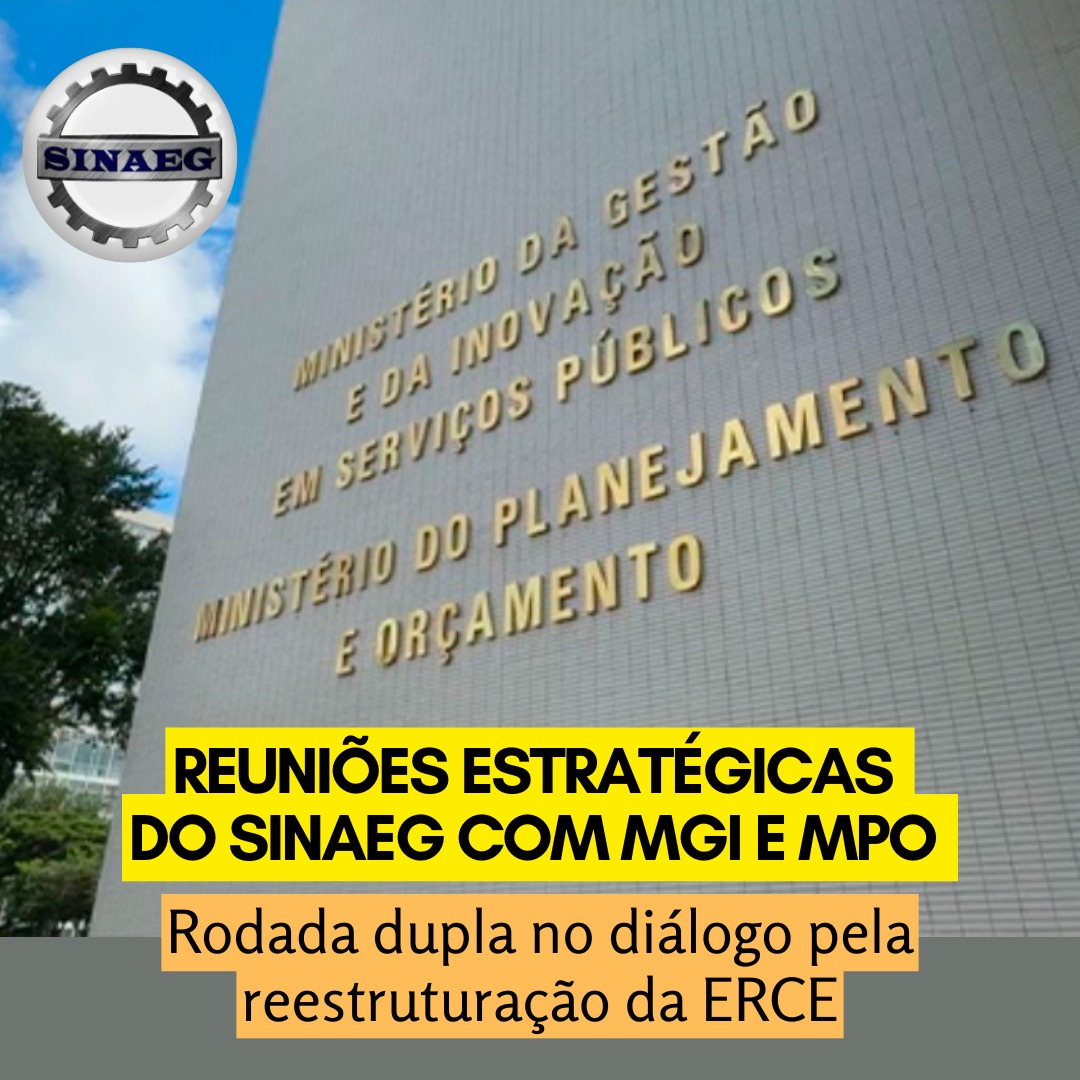 SINAEG
MINISTÉRIO DA GESTÃO
E DA INOVAÇÃO
EM SERVIÇOS PÚBLICOS
MINISTÉRIO DO PLANEJAMENTO
E ORÇAMENTO
REUNIÕES ESTRATÉGICAS
DO SINAEG COM MGI E MPO
Rodada dupla no diálogo pela
reestruturação da ERCE